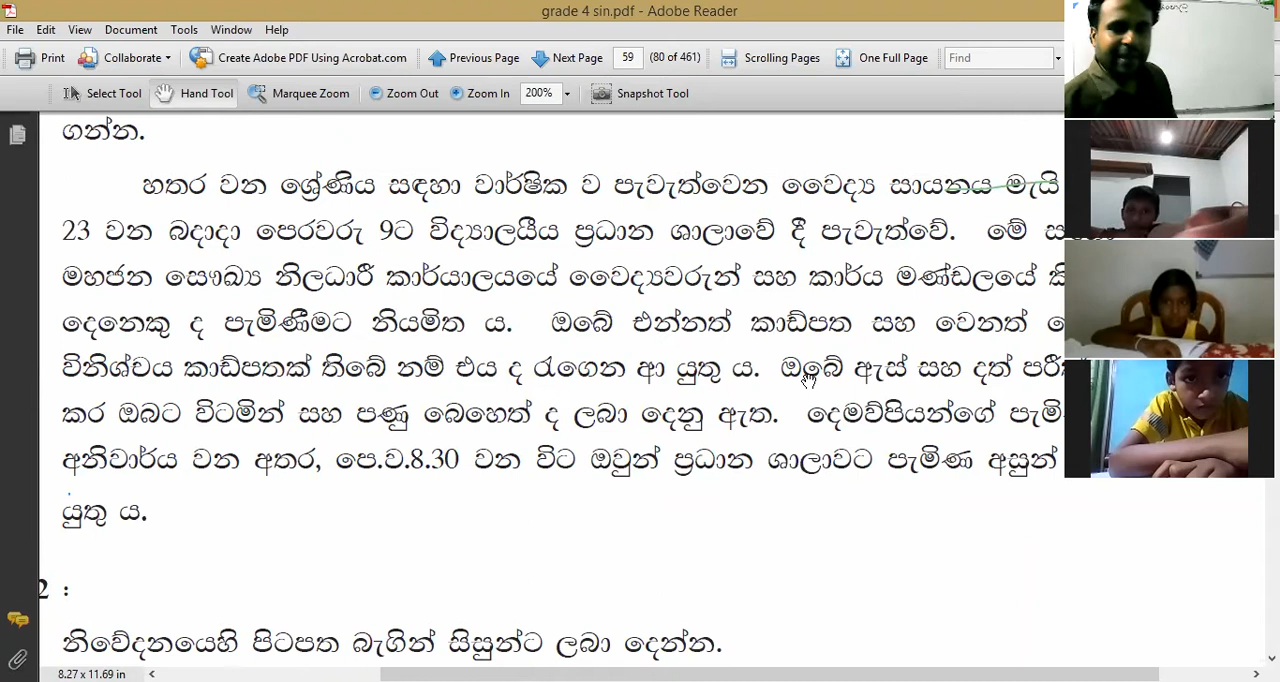 grade 4 sin.pdf - Adobe Reader
File Edit View Document Tools Window Help
Print Collaborate Create Adobe PDF Using Acrobat.com Previous Page Next Page 59 (80 of 461) Scrolling Pages One Full Page Find
Select Tool Hand Tool Marquee Zoom Zoom Out Zoom In 200% Snapshot Tool
ගන්න.
හතර වන ශ්‍රේණිය සඳහා වාර්ෂික ව පැවැත්වෙන වෛද්‍ය සායනය මැයි
23 වන බදාදා පෙරවරු 9ට විද්‍යාලයීය ප්‍රධාන ශාලාවේ දී පැවැත්වේ. මේ
මහජන සෞඛ්‍ය නිලධාරී කාර්යාලයයේ වෛද්‍යවරුන් සහ කාර්ය මණ්ඩලයේ
දෙනෙකු ද පැමිණීමට නියමිත ය. ඔබේ එන්නත් කාඩ්පත සහ වෙනත්
විනිශ්චය කාඩ්පතක් තිබේ නම් එය ද රැගෙන ආ යුතු ය. ඔබේ ඇස් සහ දත්
කර ඔබට විටමින් සහ පණු බෙහෙත් ද ලබා දෙනු ඇත. දෙමව්පියන්ගේ
අනිවාර්ය වන අතර, පෙ.ව.8.30 වන විට ඔවුන් ප්‍රධාන ශාලාවට පැමිණ අසුන්
යුතු ය.
2 :
නිවේදනයෙහි පිටපත බැගින් සිසුන්ට ලබා දෙන්න.
8.27 x 11.69 in